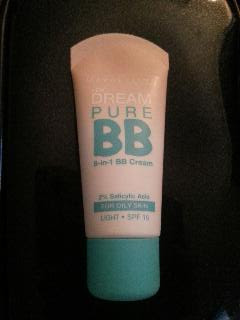 DREAM
PURE
BB
8-in-1 BB Cream
2% Salicylic Acid
FOR OILY SKIN
LIGHT • SPF 15